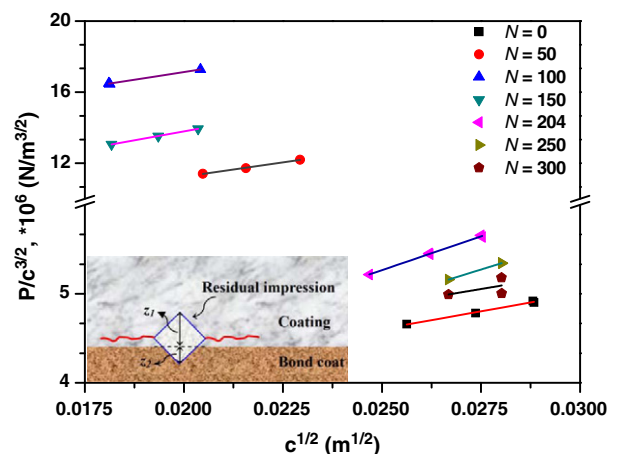 20
16
12
5
4
P/c^{3/2}, *10^6 (N/m^{3/2})
N = 0
N = 50
N = 100
N = 150
N = 204
N = 250
N = 300
Residual impression
z_1
Coating
z_2
Bond coat
0.0175 0.0200 0.0225 0.0250 0.0275 0.0300
c^{1/2} (m^{1/2})